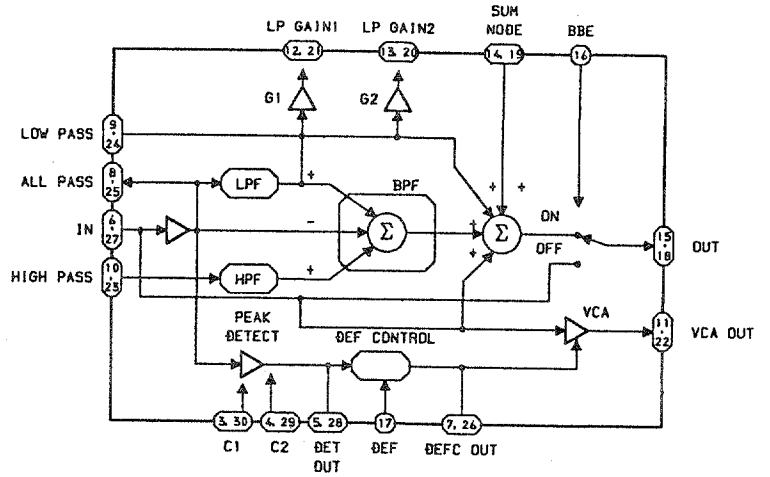 LP GAIN1 LP GAIN2 SUM NODE BBE
12, 21 13, 20 14, 19 16
G1 G2
LOW PASS 9 · 24
ALL PASS 8 · 25 LPF + BPF + +
IN 6 · 27 - Σ + Σ ON 15 · 18 OUT
OFF
HIGH PASS 10 · 23 HPF + +
PEAK DETECT DEF CONTROL VCA 11 · 22 VCA OUT
3, 30 4, 29 5, 28 17 7, 26
C1 C2 DET OUT DEF DEFC OUT